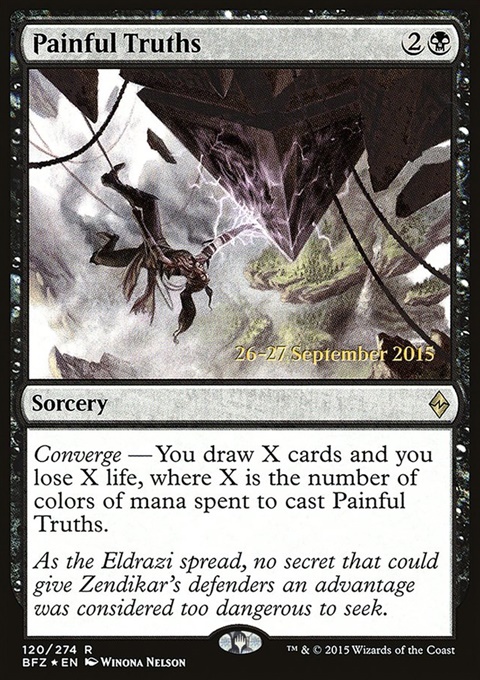 Painful Truths 2
26–27 September 2015
Sorcery
Converge — You draw X cards and you
lose X life, where X is the number of
colors of mana spent to cast Painful
Truths.
As the Eldrazi spread, no secret that could
give Zendikar's defenders an advantage
was considered too dangerous to seek.
120/274 R
BFZ ★ EN Winona Nelson
™ & © 2015 Wizards of the Coast